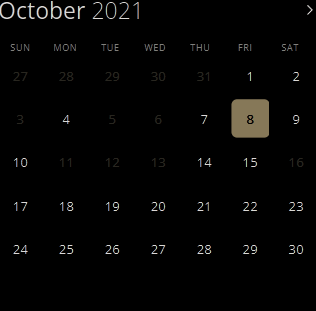 October 2021
SUN MON TUE WED THU FRI SAT
27 28 29 30 31 1 2
3 4 5 6 7 8 9
10 11 12 13 14 15 16
17 18 19 20 21 22 23
24 25 26 27 28 29 30